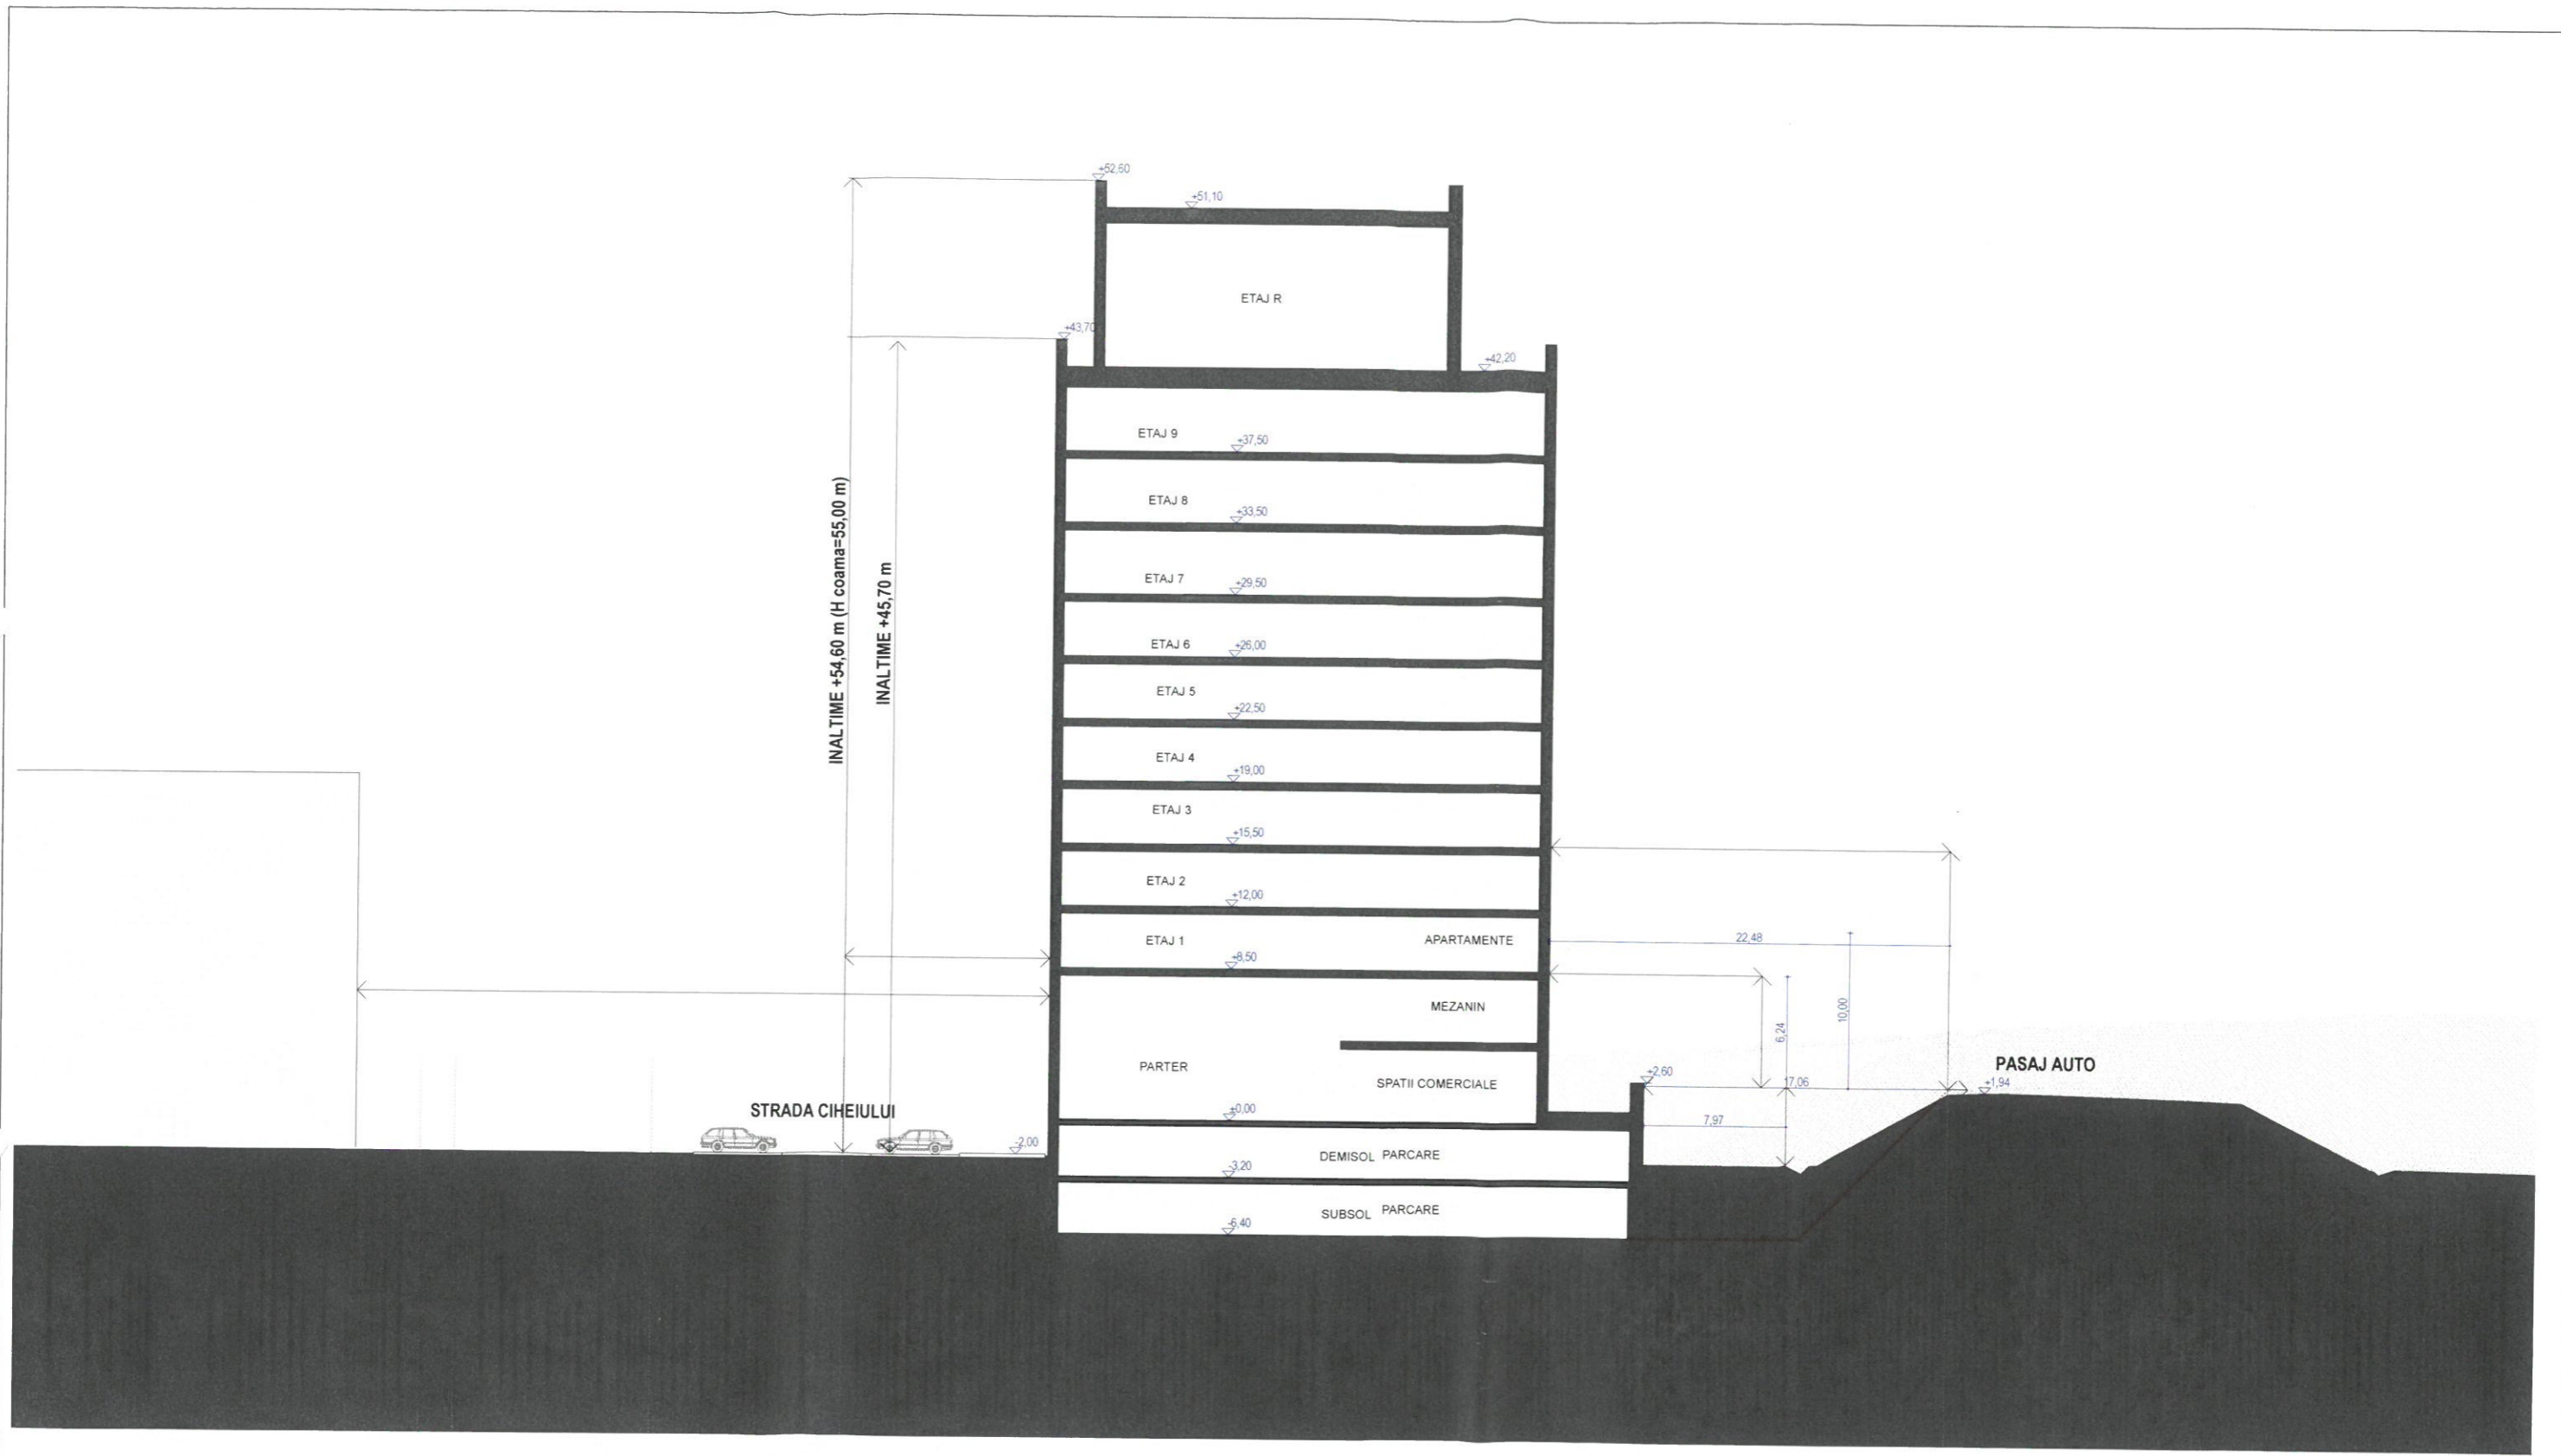 +52,60
+51,10
ETAJ R
+43,70
+42,20
ETAJ 9
+37,50
ETAJ 8
+33,50
ETAJ 7
+29,50
ETAJ 6
+26,00
ETAJ 5
+22,50
ETAJ 4
+19,00
ETAJ 3
+15,50
ETAJ 2
+12,00
ETAJ 1
APARTAMENTE
+8,50
MEZANIN
PARTER
SPATII COMERCIALE
±0,00
DEMISOL PARCARE
-3,20
SUBSOL PARCARE
-6,40
INALTIME +54,60 m (H coama=55,00 m)
INALTIME +45,70 m
STRADA CIHEIULUI
-2,00
22,48
10,00
6,24
+2,60
17,06
7,97
PASAJ AUTO
+1,94